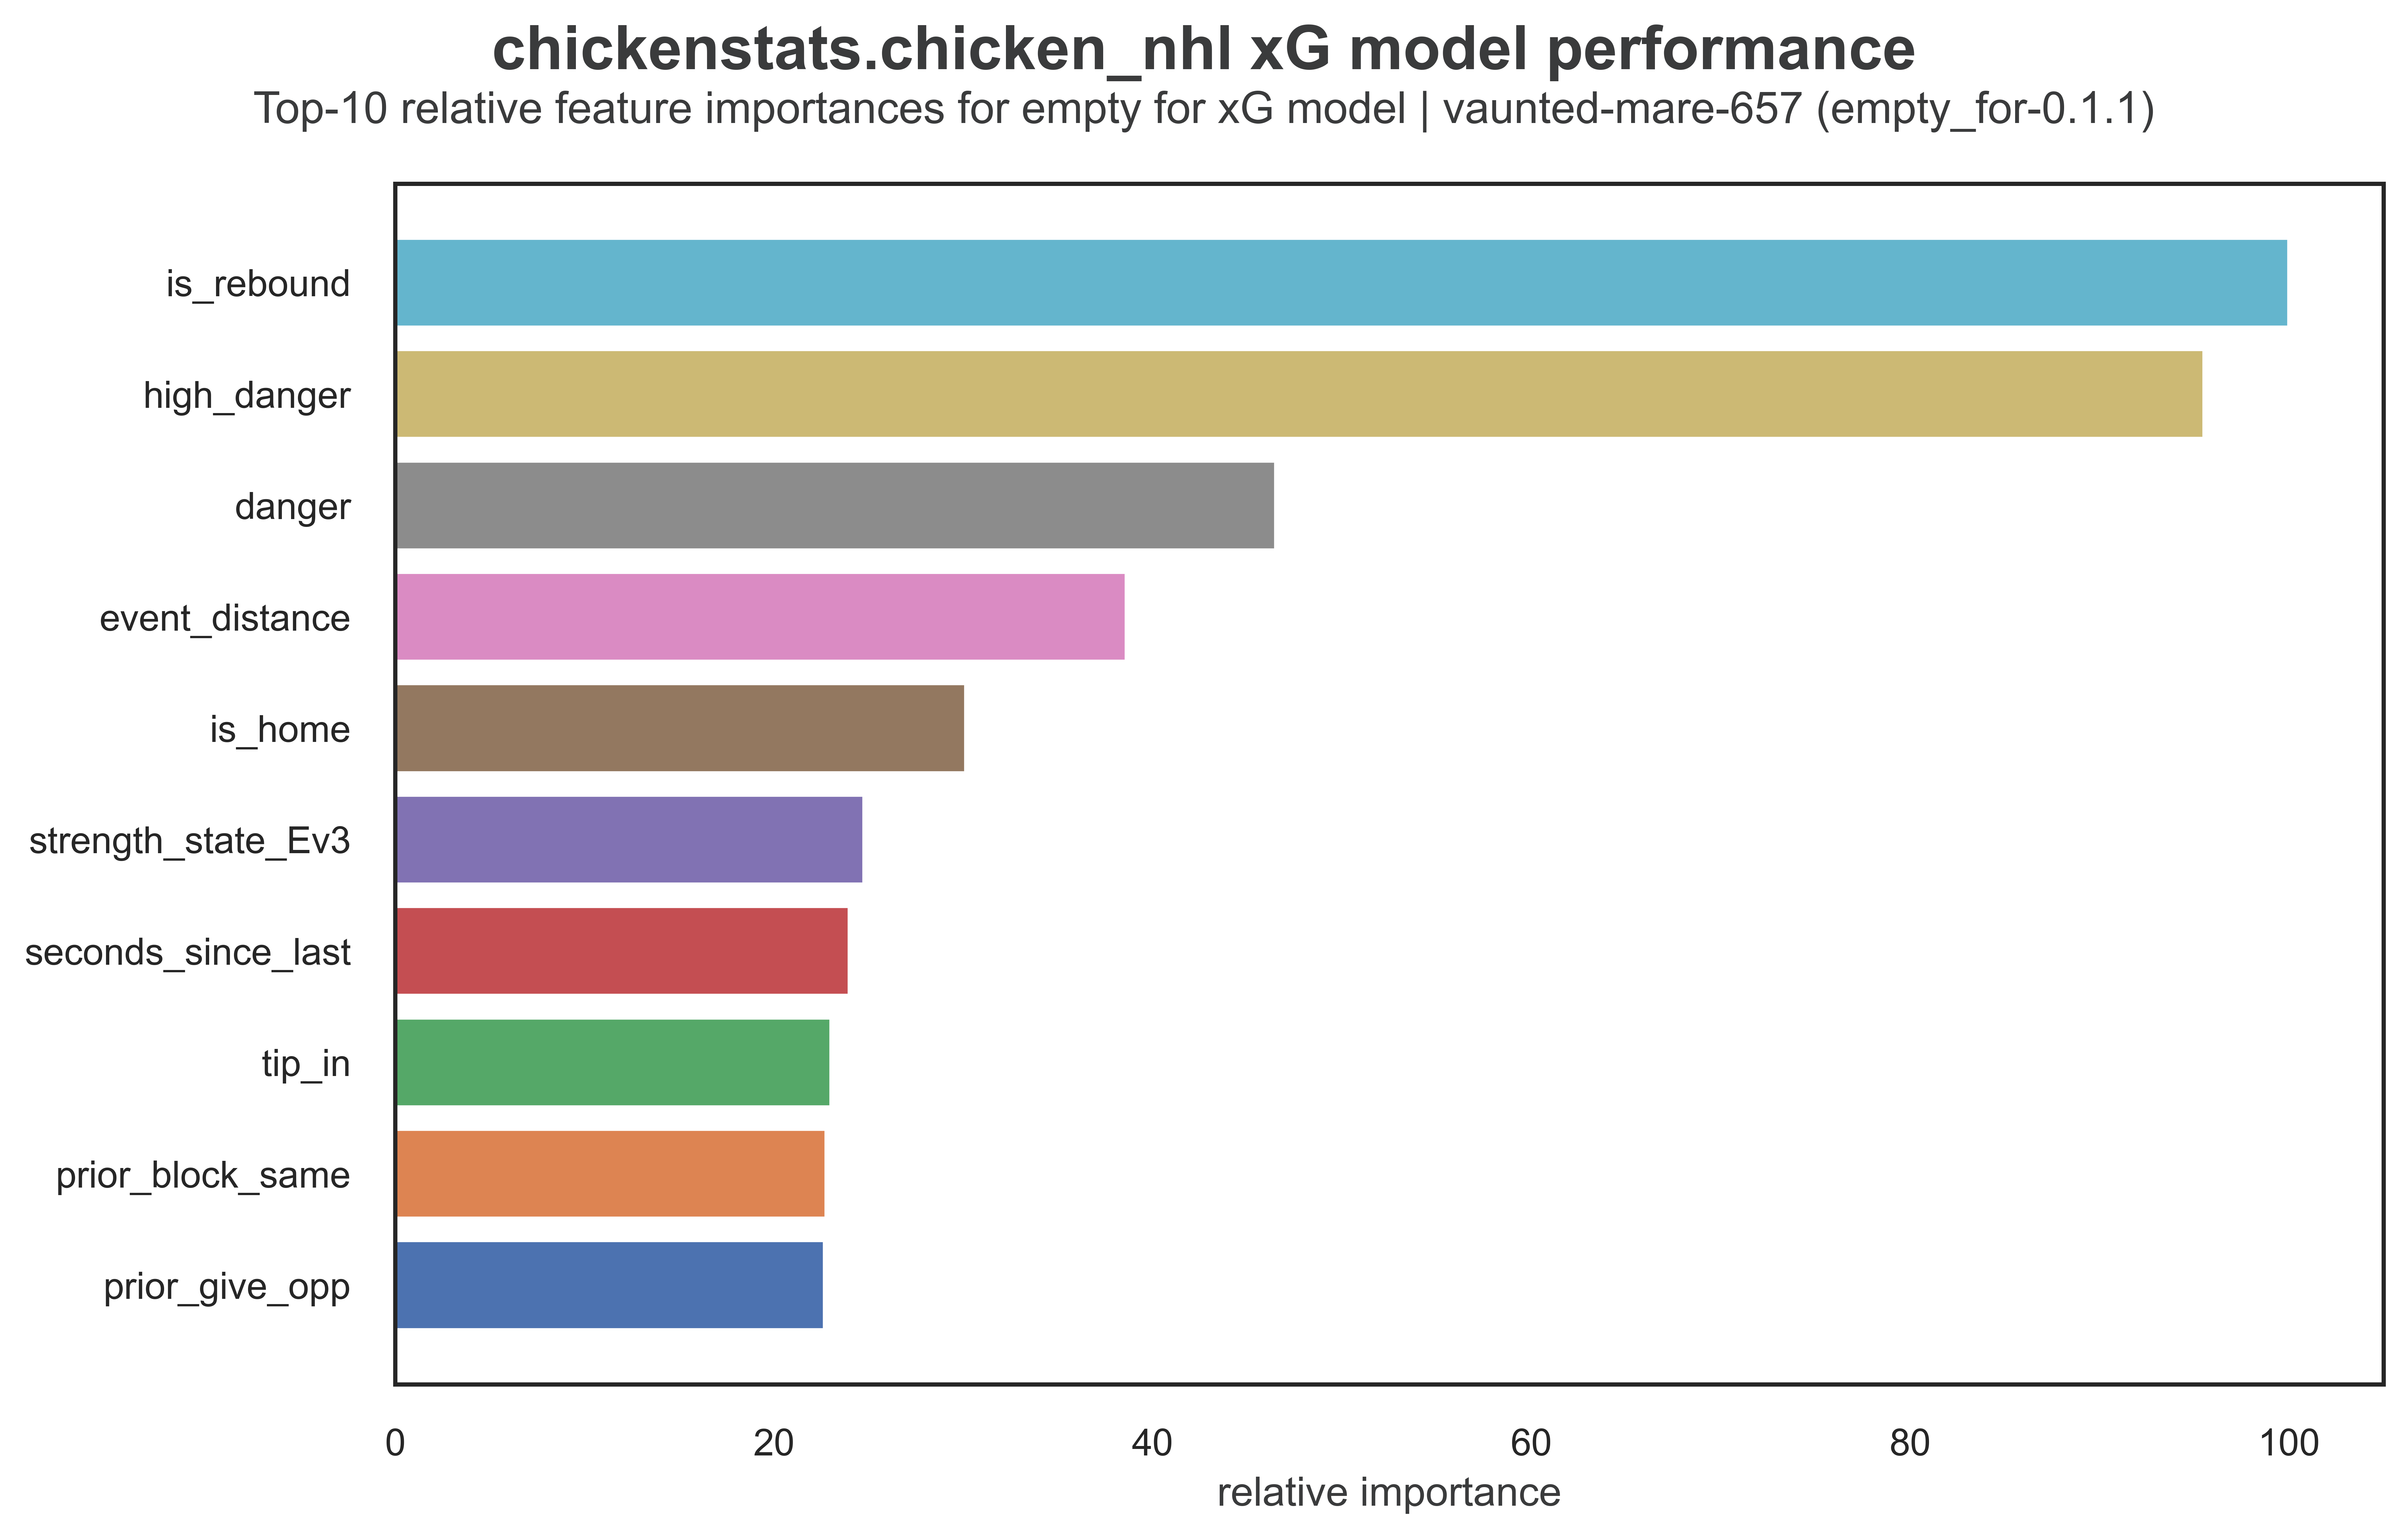 chickenstats.chicken_nhl xG model performance
Top-10 relative feature importances for empty for xG model | vaunted-mare-657 (empty_for-0.1.1)
is_rebound
high_danger
danger
event_distance
is_home
strength_state_Ev3
seconds_since_last
tip_in
prior_block_same
prior_give_opp
0 20 40 60 80 100
relative importance